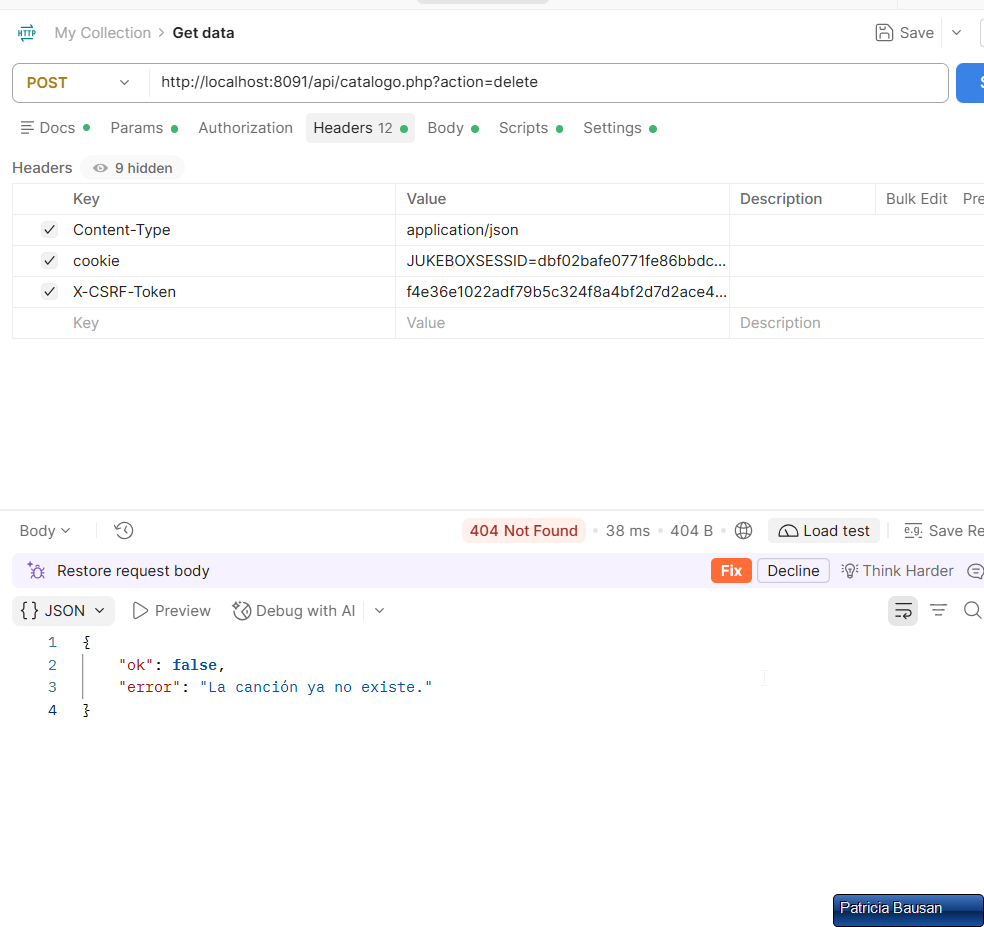 HTTP My Collection > Get data Save
POST http://localhost:8091/api/catalogo.php?action=delete
Docs Params Authorization Headers 12 Body Scripts Settings
Headers 9 hidden
Key Value Description Bulk Edit Pre
Content-Type application/json
cookie JUKEBOXSESSID=dbf02bafe0771fe86bbdc...
X-CSRF-Token f4e36e1022adf79b5c324f8a4bf2d7d2ace4...
Key Value Description
Body 404 Not Found • 38 ms • 404 B • Load test e.g. Save Re
Restore request body Fix Decline Think Harder
{} JSON Preview Debug with AI
1 {
2 "ok": false,
3 "error": "La canción ya no existe."
4 }
Patricia Bausan